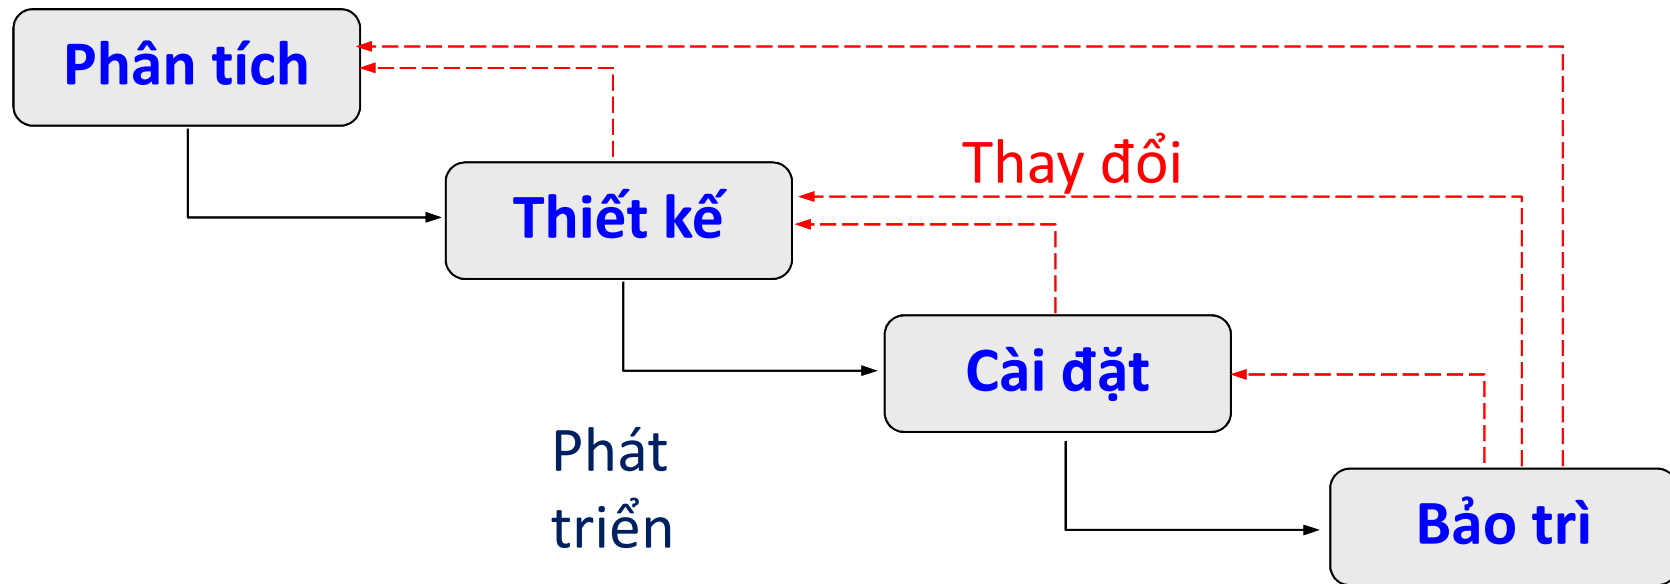 Phân tích
Thay đổi
Thiết kế
Cài đặt
Phát
triển
Bảo trì